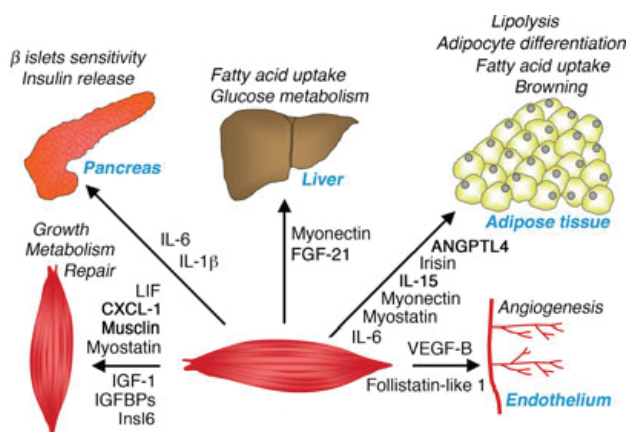 β islets sensitivity
Insulin release
Pancreas
Fatty acid uptake
Glucose metabolism
Liver
Lipolysis
Adipocyte differentiation
Fatty acid uptake
Browning
Adipose tissue
IL-6
IL-1β
Myonectin
FGF-21
ANGPTL4
Irisin
IL-15
Myonectin
Myostatin
IL-6
Growth
Metabolism
Repair
LIF
CXCL-1
Musclin
Myostatin
IGF-1
IGFBPs
Insl6
VEGF-B
Follistatin-like 1
Angiogenesis
Endothelium